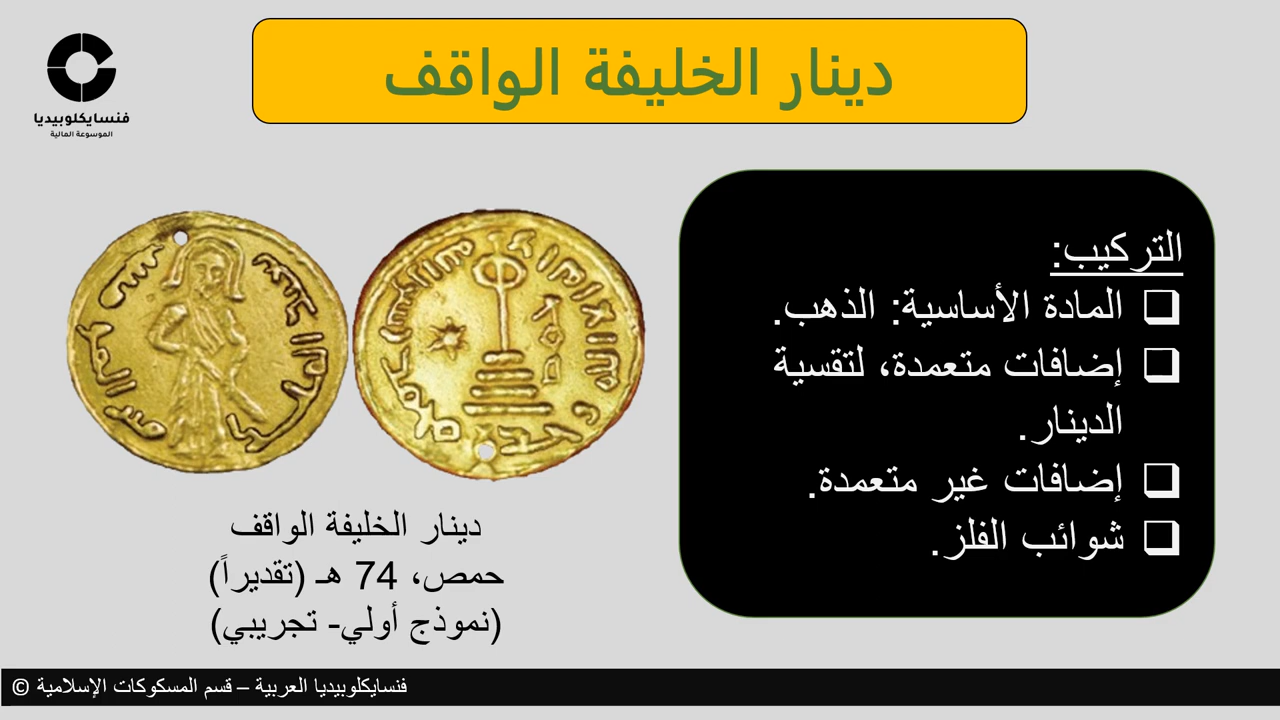 دينار الخليفة الواقف
فنسايكلوبيديا
الموسوعة المالية
التركيب:
المادة الأساسية: الذهب.
إضافات متعمدة، لتقسية
الدينار.
إضافات غير متعمدة.
شوائب الفلز.
دينار الخليفة الواقف
حمص، 74 هـ (تقديراً)
(نموذج أولي- تجريبي)
فنسايكلوبيديا العربية – قسم المسكوكات الإسلامية ©